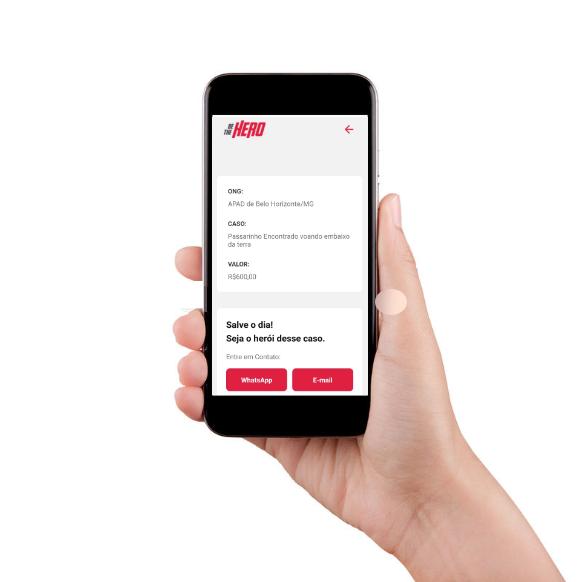 BE
THE HERO
ONG:
APAD de Belo Horizonte/MG
CASO:
Passarinho Encontrado voando embaixo
da terra
VALOR:
R$600,00
Salve o dia!
Seja o herói desse caso.
Entre em Contato:
WhatsApp E-mail